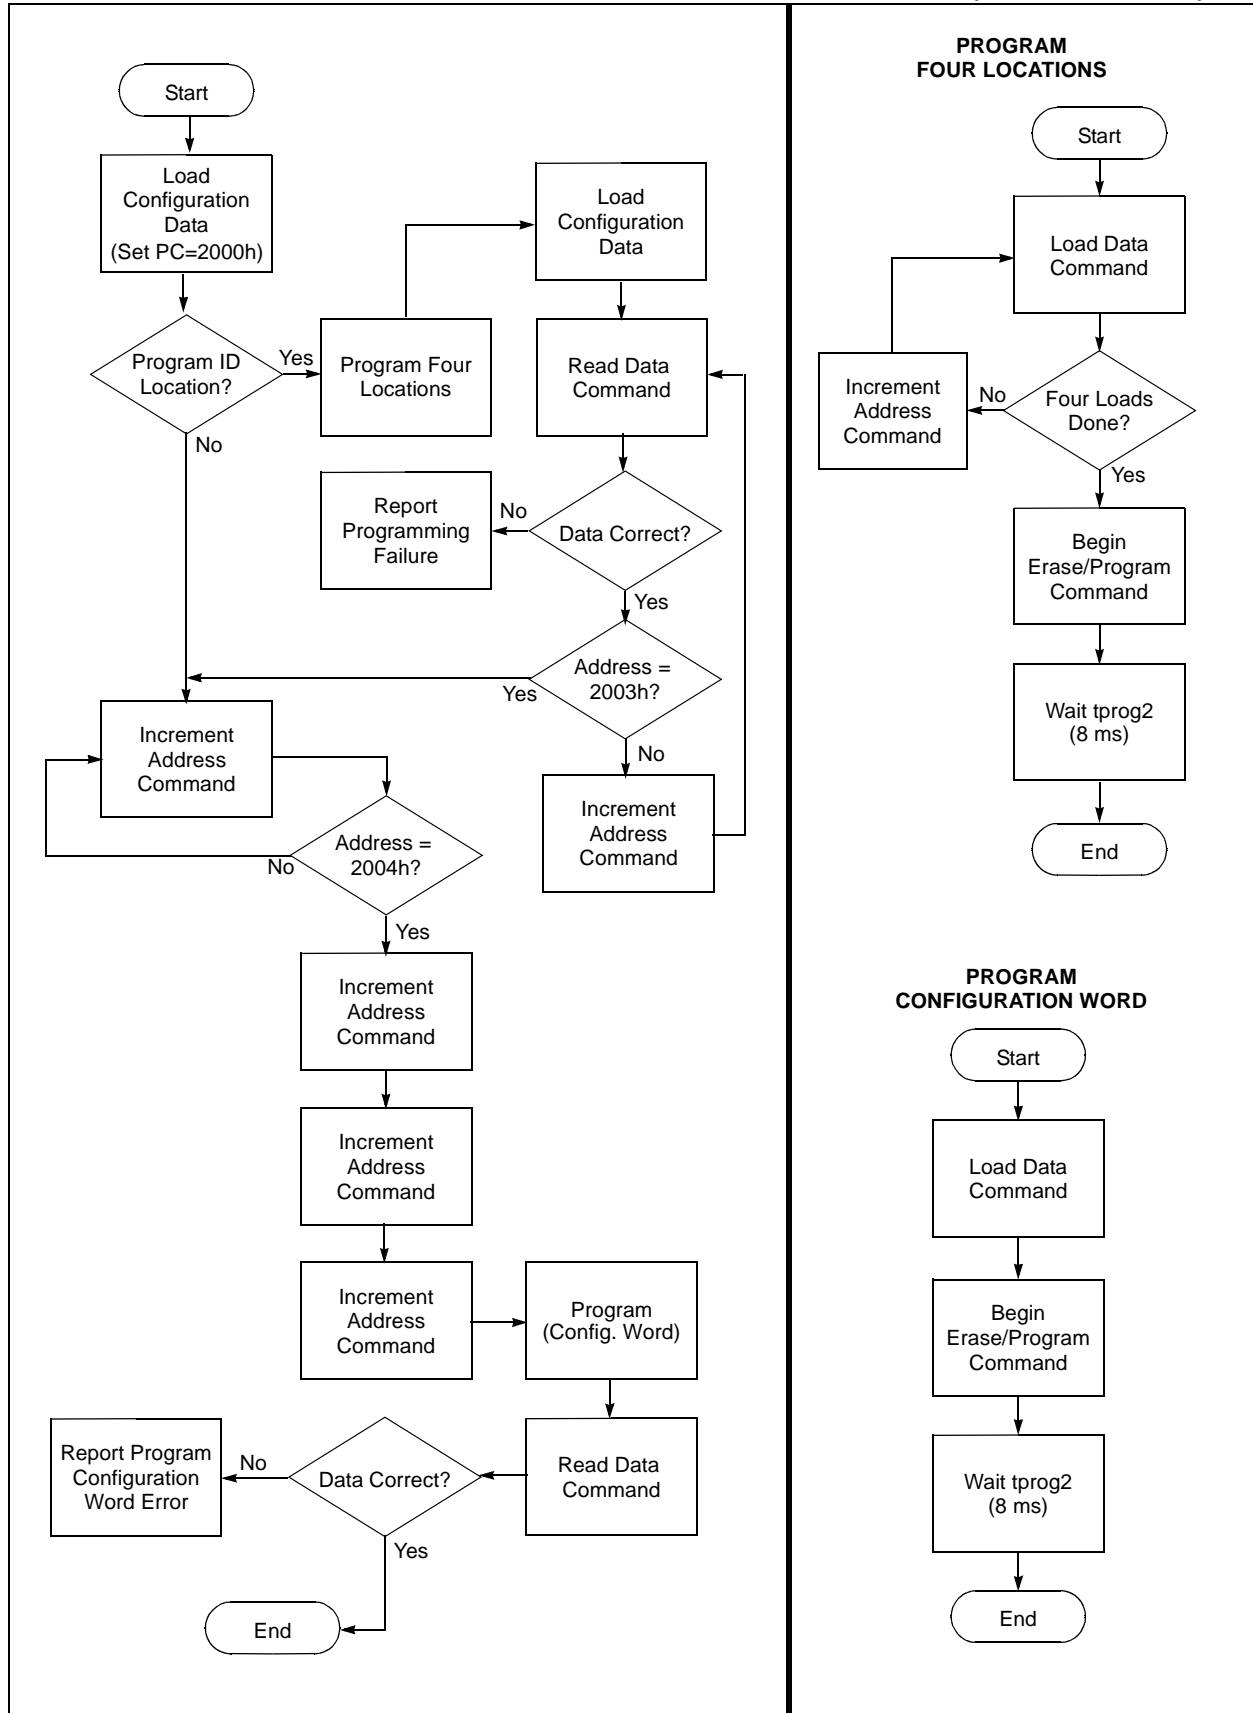 Start
Load
Configuration
Data
(Set PC=2000h)
Program ID
Location?
Yes
No
Program Four
Locations
Load
Configuration
Data
Read Data
Command
Data Correct?
No
Yes
Report
Programming
Failure
Address =
2003h?
Yes
No
Increment
Address
Command
Increment
Address
Command
Address =
2004h?
No
Yes
Increment
Address
Command
Increment
Address
Command
Increment
Address
Command
Program
(Config. Word)
Read Data
Command
Data Correct?
No
Yes
Report Program
Configuration
Word Error
End
PROGRAM
FOUR LOCATIONS
Start
Load Data
Command
Four Loads
Done?
No
Yes
Increment
Address
Command
Begin
Erase/Program
Command
Wait tprog2
(8 ms)
End
PROGRAM
CONFIGURATION WORD
Start
Load Data
Command
Begin
Erase/Program
Command
Wait tprog2
(8 ms)
End